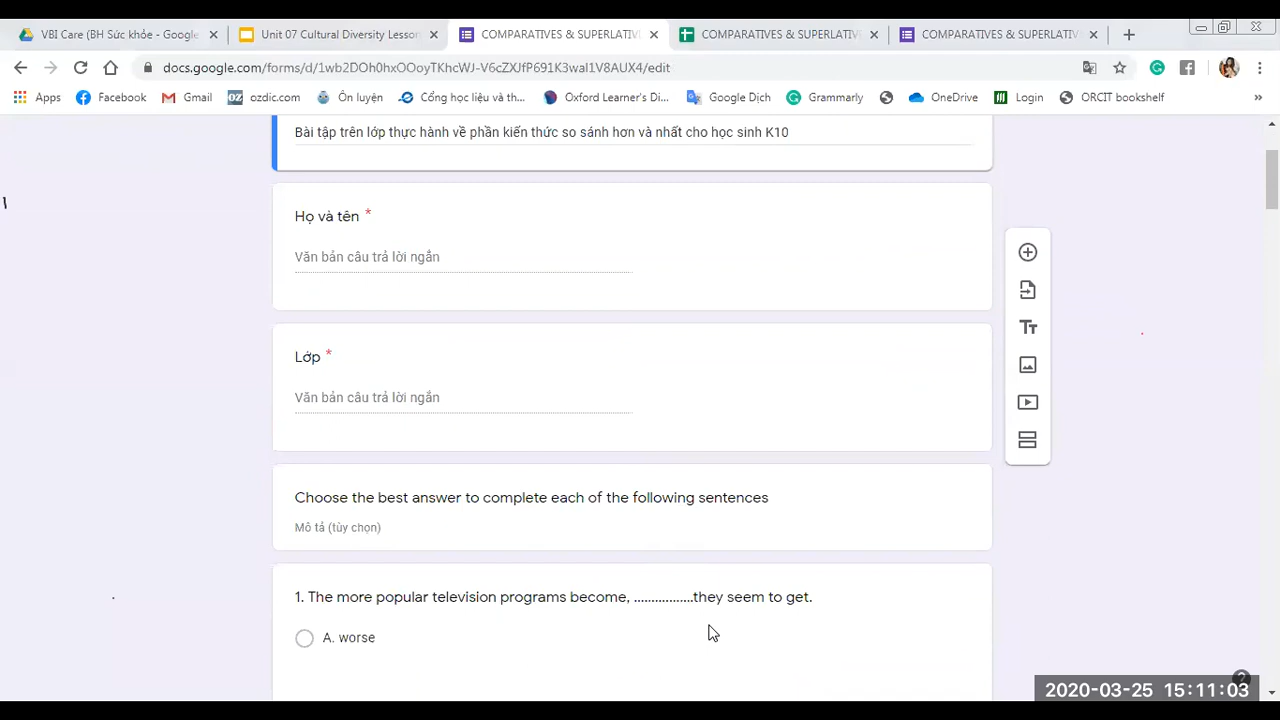 VBI Care (BH Sức khỏe - Google
Unit 07 Cultural Diversity Lesson
COMPARATIVES & SUPERLATIV
COMPARATIVES & SUPERLATIV
COMPARATIVES & SUPERLATIV
docs.google.com/forms/d/1wb2DOh0hxOOoyTKhcWJ-V6cZXJfP691K3wal1V8AUX4/edit
Apps
Facebook
Gmail
OZ ozdic.com
Ôn luyện
Cổng học liệu và th...
Oxford Learner's Di...
Google Dịch
Grammarly
OneDrive
Login
ORCIT bookshelf
»
Bài tập trên lớp thực hành về phần kiến thức so sánh hơn và nhất cho học sinh K10
Họ và tên *
Văn bản câu trả lời ngắn
Lớp *
Văn bản câu trả lời ngắn
Choose the best answer to complete each of the following sentences
Mô tả (tùy chọn)
1. The more popular television programs become, .................they seem to get.
A. worse
2020-03-25 15:11:03